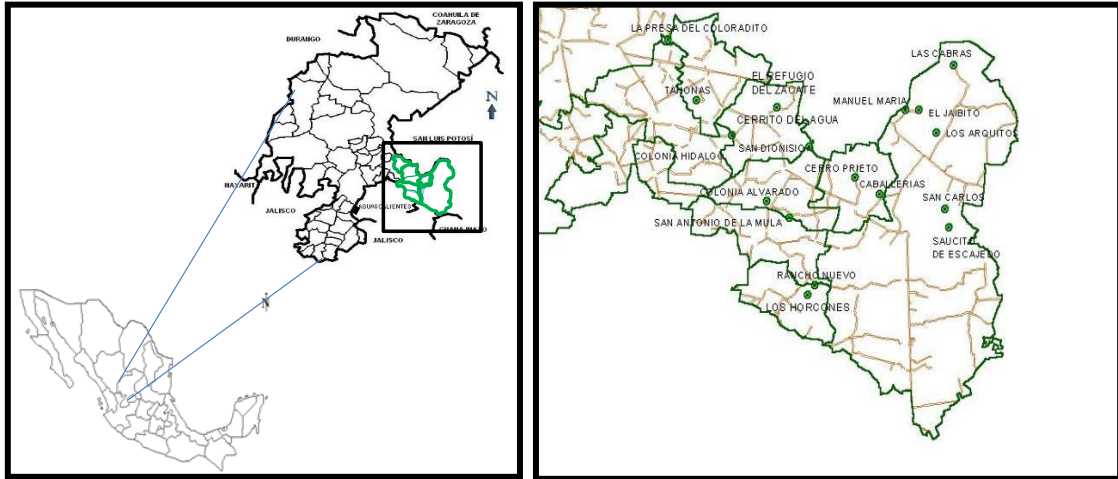 COAHUILA DE
ZARAGOZA
DURANGO
N
SAN LUIS POTOSÍ
NAYARIT
JALISCO
AGUASCALIENTES
JALISCO
GUANAJUATO
N
LA PRESA DEL COLORADITO
LAS CABRAS
EL REFUGIO
DEL ZACATE
TAHONAS
MANUEL MARIA
EL JAIBITO
CERRITO DEL AGUA
LOS ARQUITOS
SAN DIONISIO
COLONIA HIDALGO
CERRO PRIETO
CABALLERIAS
COLONIA ALVARADO
SAN CARLOS
SAN ANTONIO DE LA MULA
SAUCITO
DE ESCAJEDO
RANCHO NUEVO
LOS HORCONES